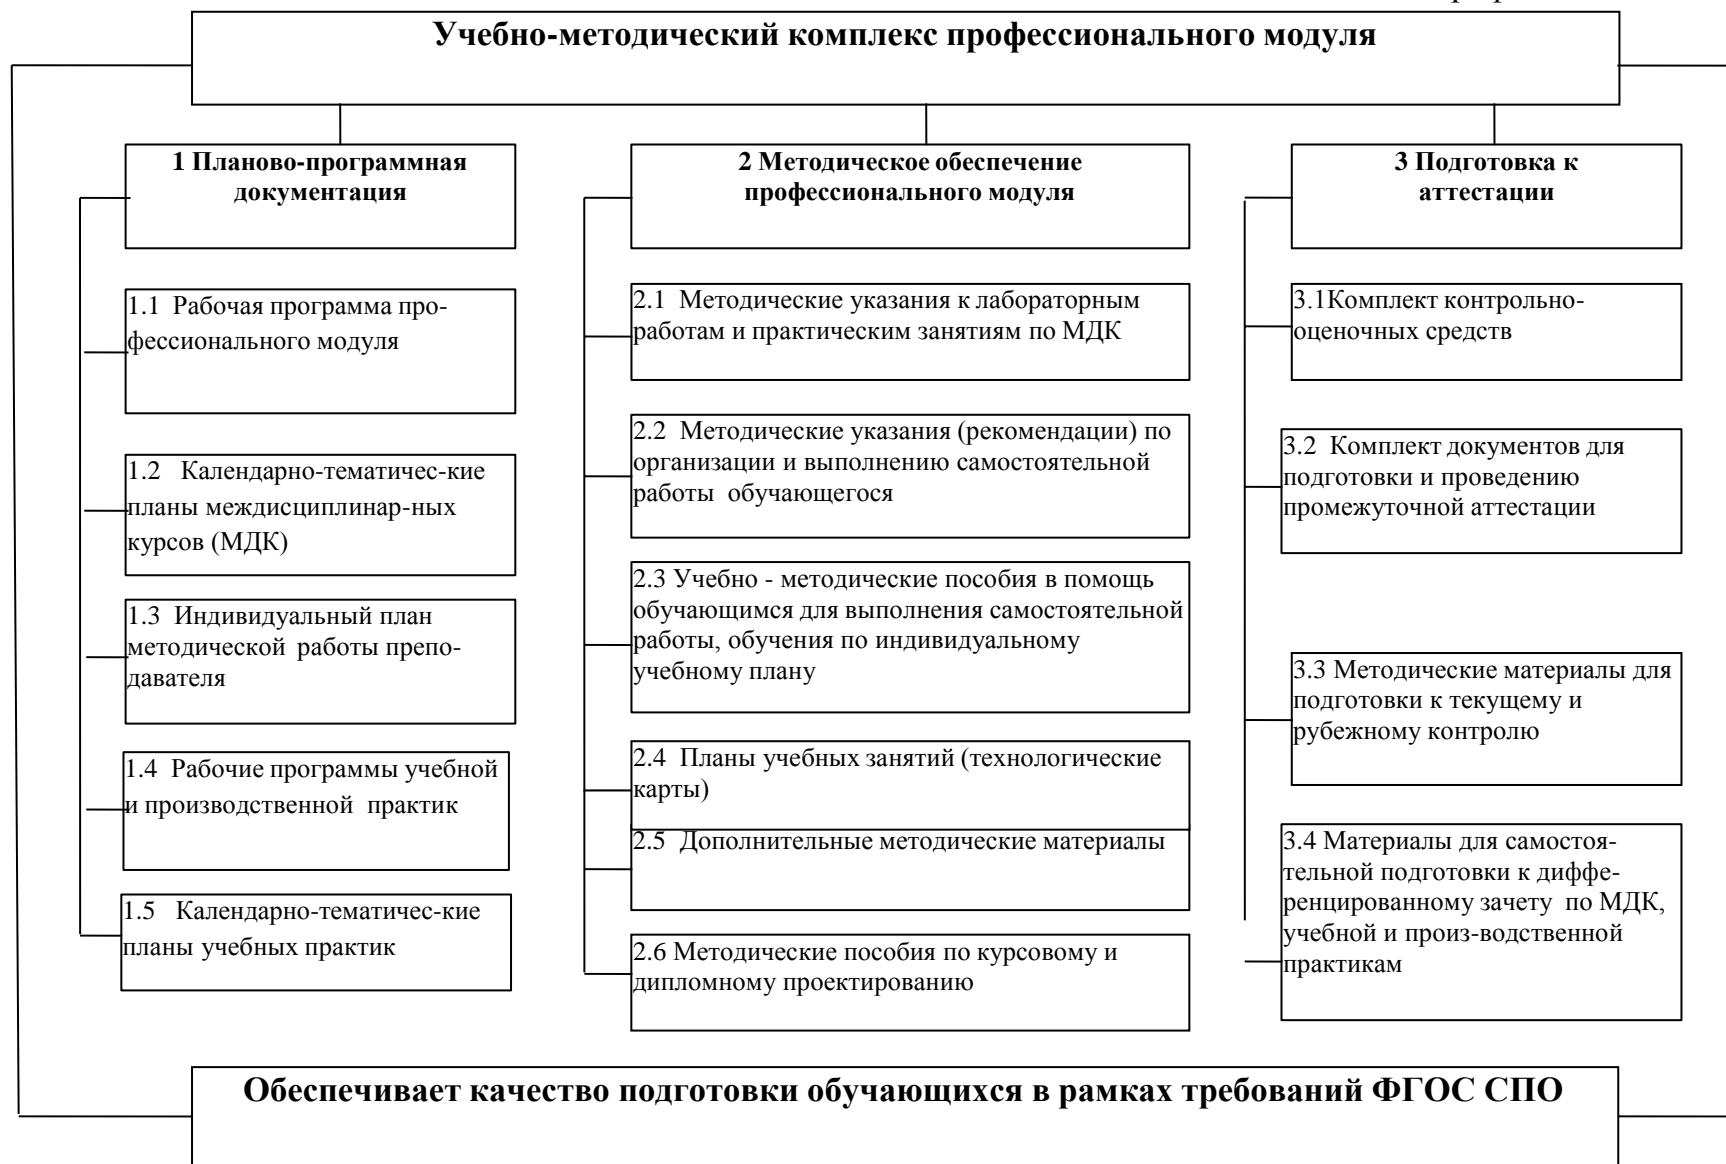 Учебно-методический комплекс профессионального модуля
1 Планово-программная
документация
1.1 Рабочая программа про-
фессионального модуля
1.2 Календарно-тематичес-кие
планы междисциплинар-ных
курсов (МДК)
1.3 Индивидуальный план
методической работы препо-
давателя
1.4 Рабочие программы учебной
и производственной практик
1.5 Календарно-тематичес-кие
планы учебных практик
2 Методическое обеспечение
профессионального модуля
2.1 Методические указания к лабораторным
работам и практическим занятиям по МДК
2.2 Методические указания (рекомендации) по
организации и выполнению самостоятельной
работы обучающегося
2.3 Учебно - методические пособия в помощь
обучающимся для выполнения самостоятельной
работы, обучения по индивидуальному
учебному плану
2.4 Планы учебных занятий (технологические
карты)
2.5 Дополнительные методические материалы
2.6 Методические пособия по курсовому и
дипломному проектированию
3 Подготовка к
аттестации
3.1Комплект контрольно-
оценочных средств
3.2 Комплект документов для
подготовки и проведению
промежуточной аттестации
3.3 Методические материалы для
подготовки к текущему и
рубежному контролю
3.4 Материалы для самостоя-
тельной подготовки к диффе-
ренцированному зачету по МДК,
учебной и произ-водственной
практикам
Обеспечивает качество подготовки обучающихся в рамках требований ФГОС СПО